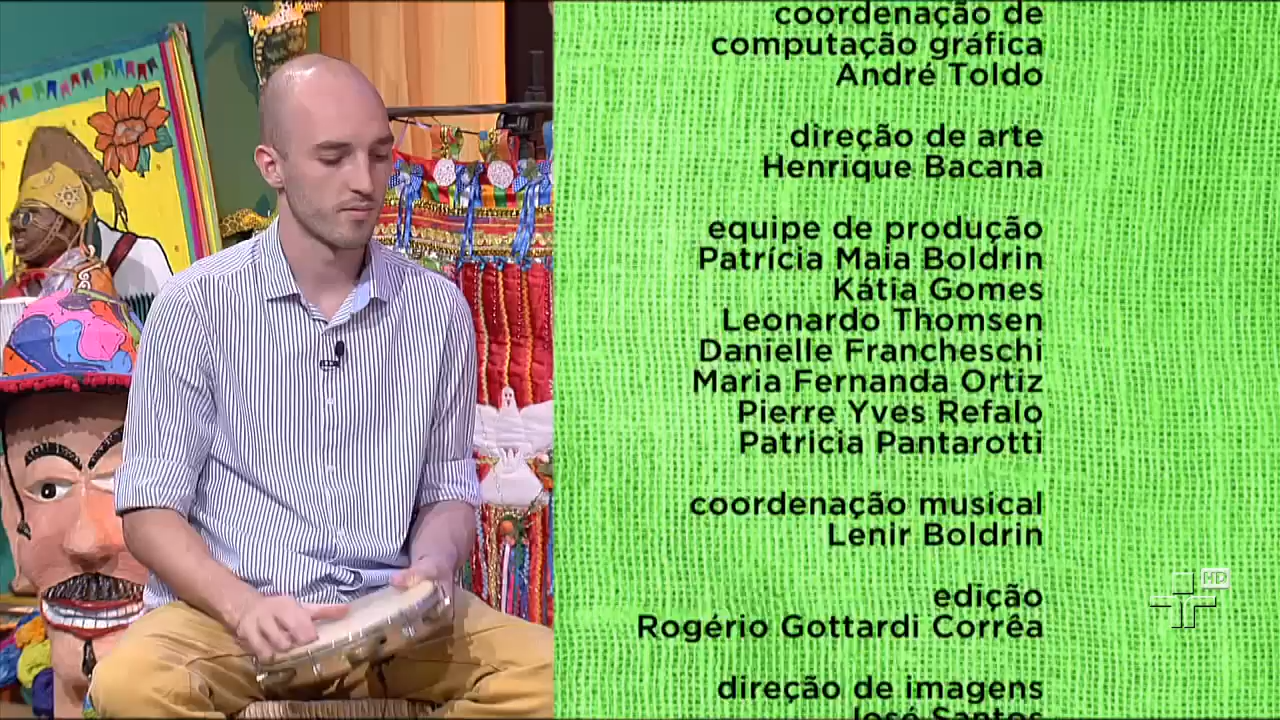 coordenação de
computação gráfica
André Toldo
direção de arte
Henrique Bacana
equipe de produção
Patrícia Maia Boldrin
Kátia Gomes
Leonardo Thomsen
Danielle Francheschi
Maria Fernanda Ortiz
Pierre Yves Refalo
Patricia Pantarotti
coordenação musical
Lenir Boldrin
edição
Rogério Gottardi Corrêa
direção de imagens
José Santos
HD